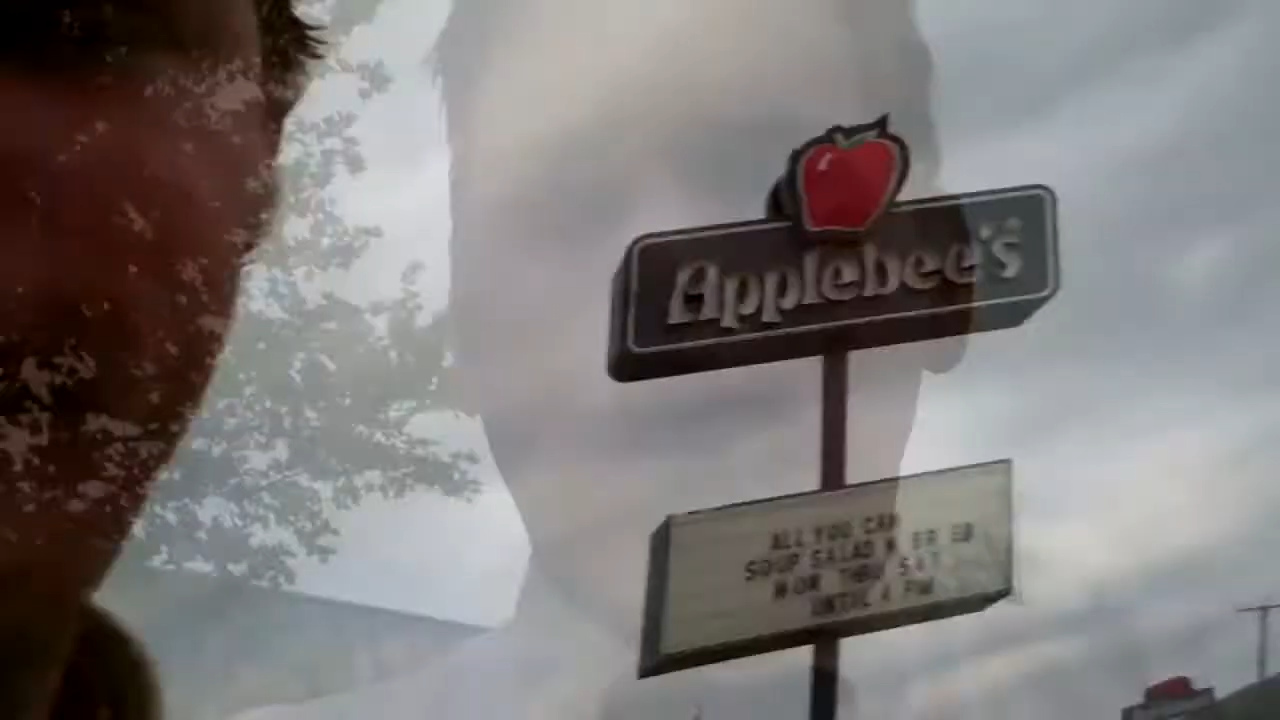 Applebee's
ALL YOU CAN
SOUP SALAD
MON THRU SAT
UNTIL 4 PM